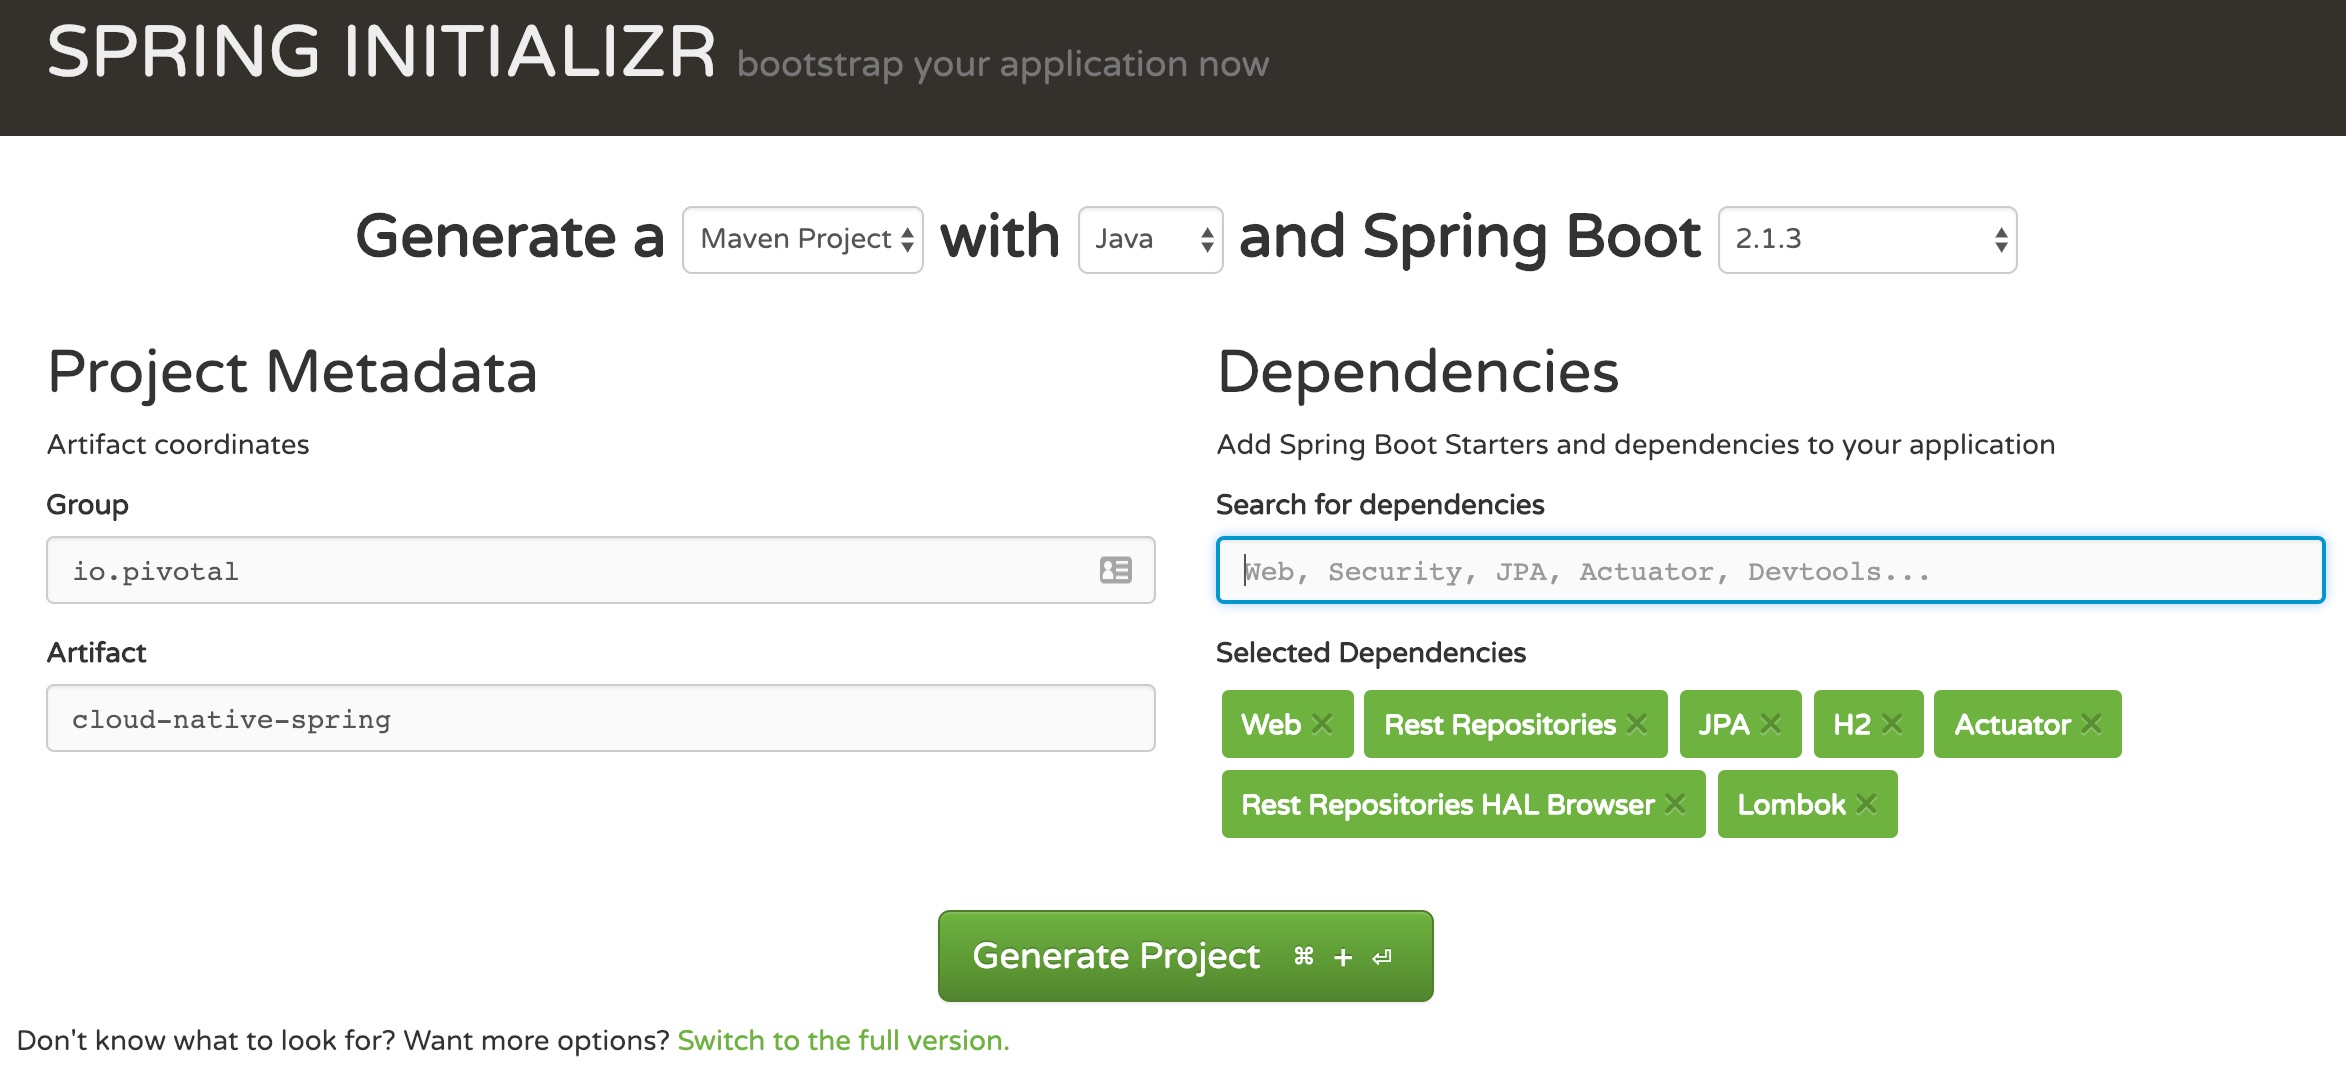 SPRING INITIALIZR bootstrap your application now
Generate a Maven Project with Java and Spring Boot 2.1.3
Project Metadata
Artifact coordinates
Group
io.pivotal
Artifact
cloud-native-spring
Dependencies
Add Spring Boot Starters and dependencies to your application
Search for dependencies
Web, Security, JPA, Actuator, Devtools...
Selected Dependencies
Web × Rest Repositories × JPA × H2 × Actuator ×
Rest Repositories HAL Browser × Lombok ×
Generate Project ⌘ + ⏎
Don't know what to look for? Want more options? Switch to the full version.